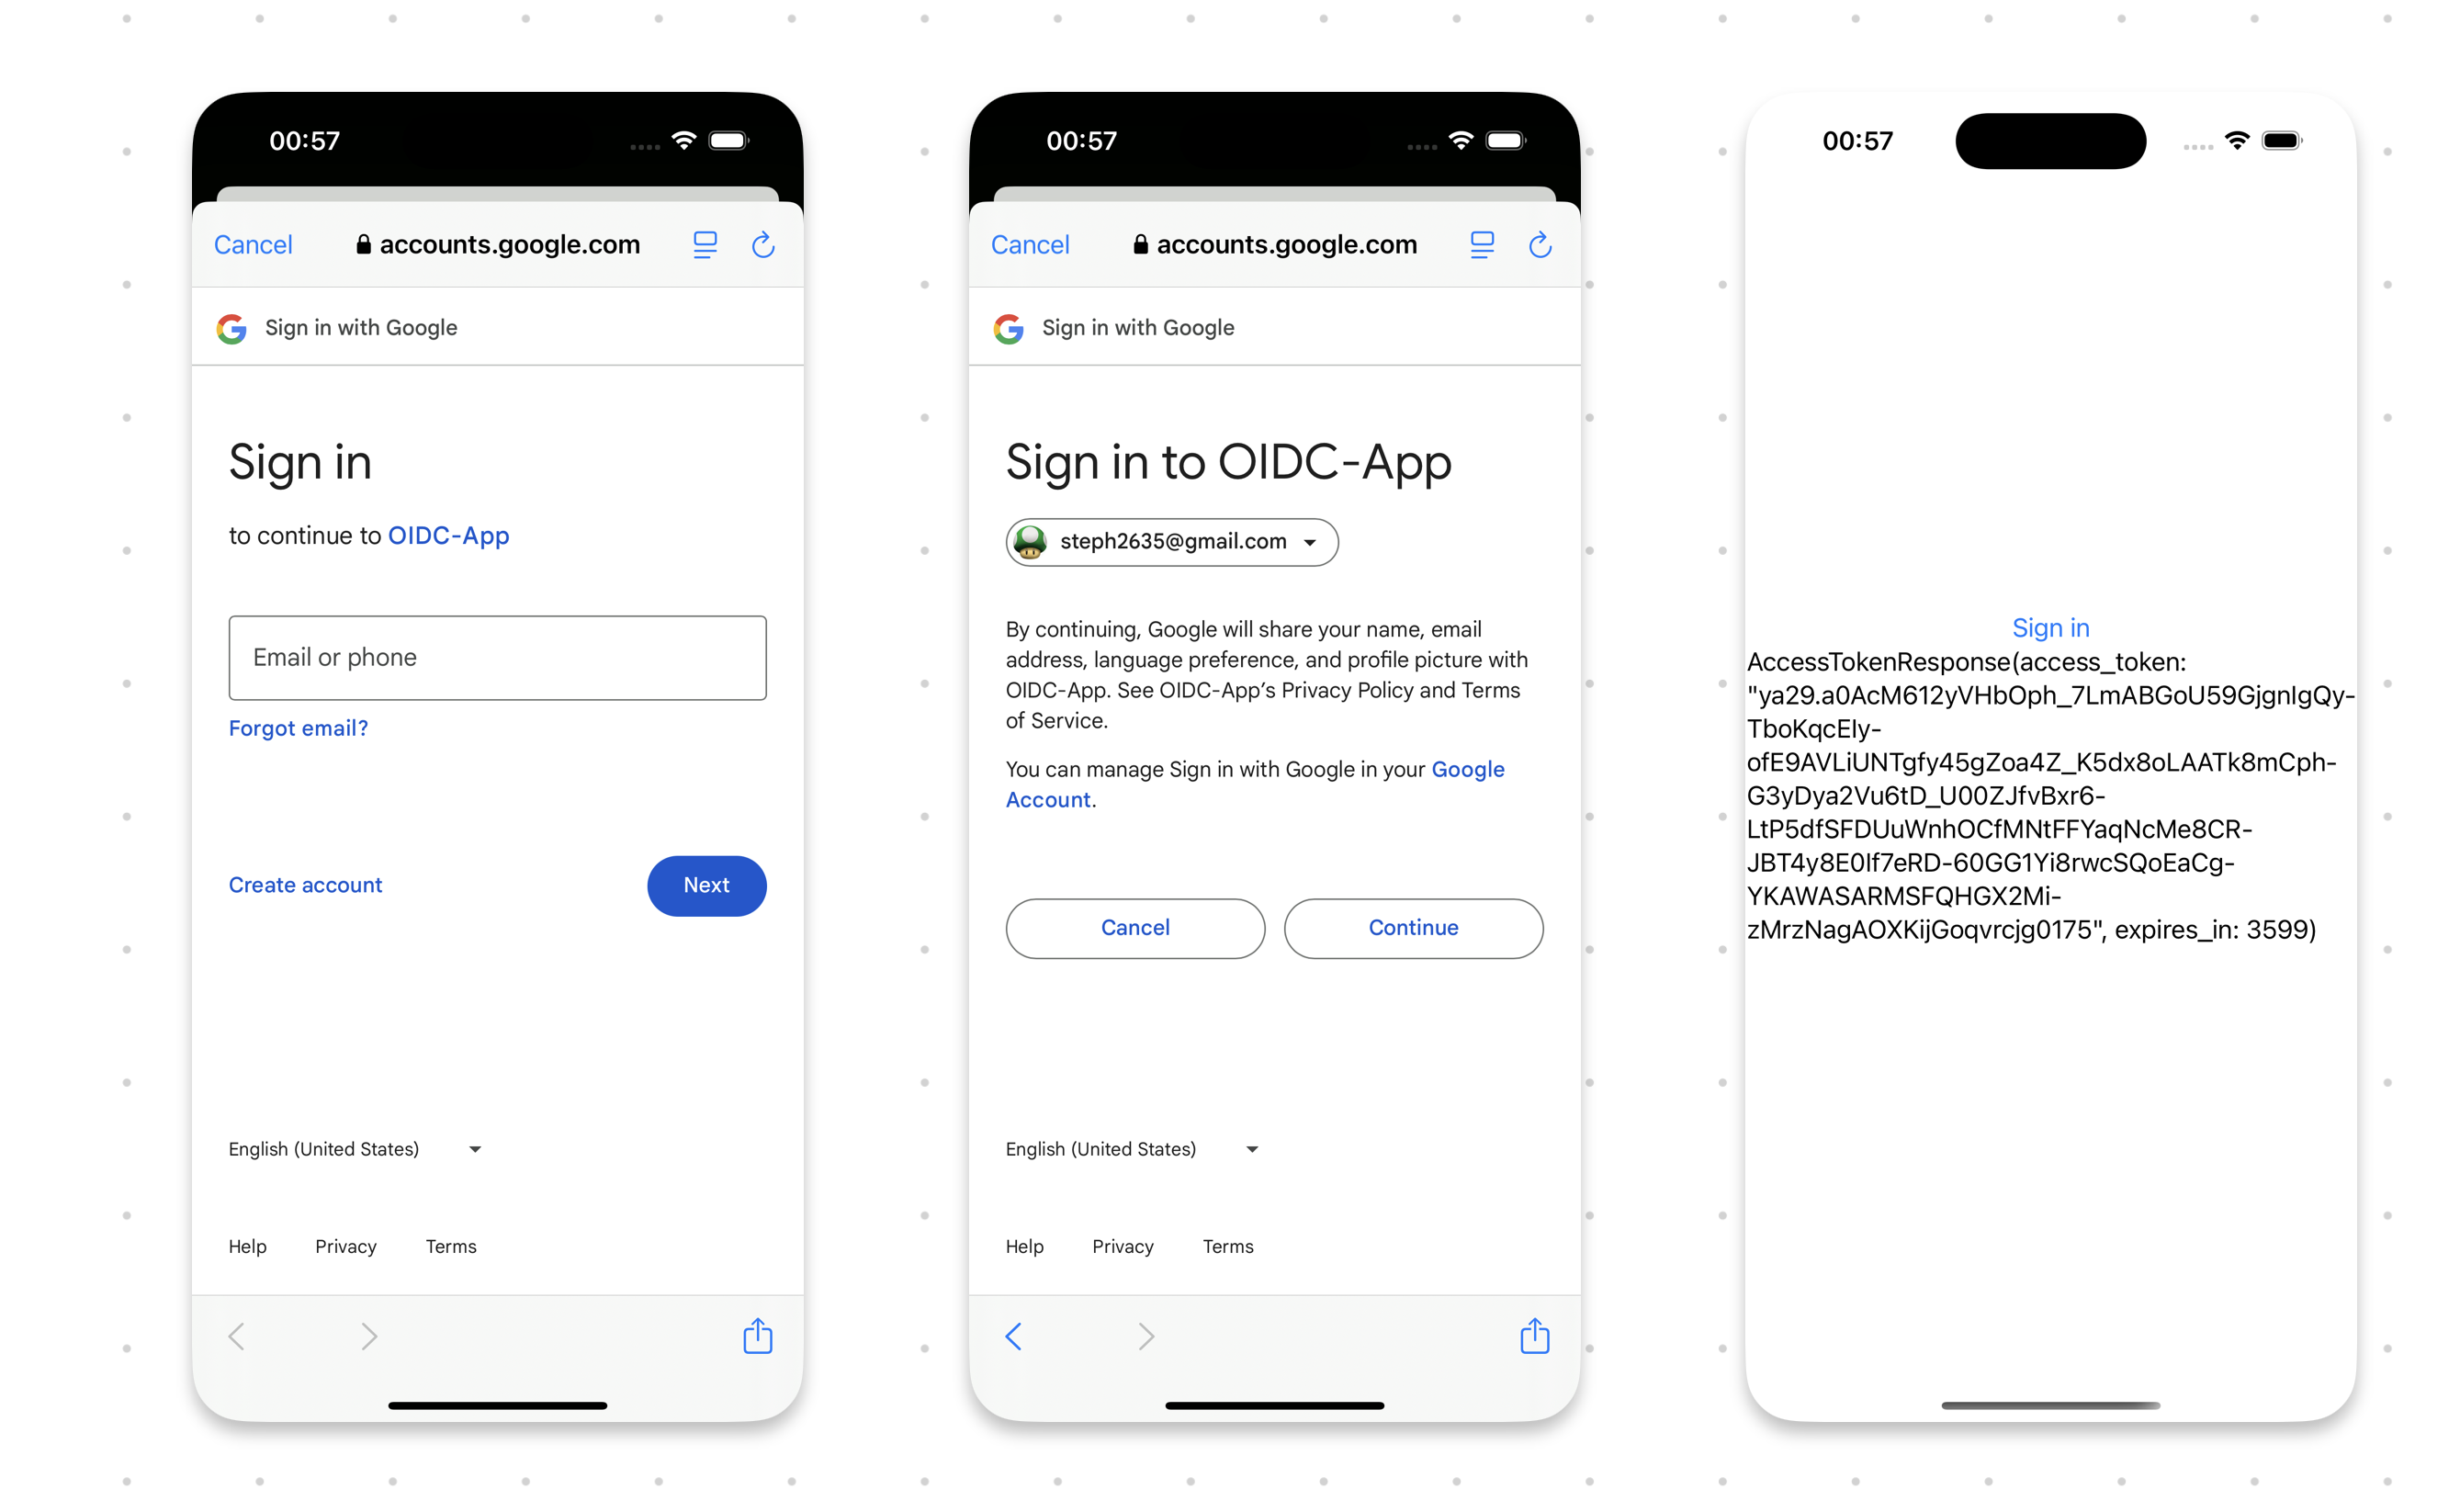 00:57
Cancel
accounts.google.com
Sign in with Google
Sign in
to continue to OIDC-App
Email or phone
Forgot email?
Create account
Next
English (United States)
Help
Privacy
Terms
00:57
Cancel
accounts.google.com
Sign in with Google
Sign in to OIDC-App
steph2635@gmail.com
By continuing, Google will share your name, email
address, language preference, and profile picture with
OIDC-App. See OIDC-App’s Privacy Policy and Terms
of Service.
You can manage Sign in with Google in your Google
Account.
Cancel
Continue
English (United States)
Help
Privacy
Terms
00:57
Sign in
AccessTokenResponse(access_token:
"ya29.a0AcM612yVHbOph_7LmABGoU59GjgnIgQy-
TboKqcEIy-
ofE9AVLiUNTgfy45gZoa4Z_K5dx8oLAATk8mCph-
G3yDya2Vu6tD_U00ZJfvBxr6-
LtP5dfSFDUuWnhOCfMNtFFYaqNcMe8CR-
JBT4y8E0lf7eRD-60GG1Yi8rwcSQoEaCg-
YKAWASARMSFQHGX2Mi-
zMrzNagAOXKijGoqvrcjg0175", expires_in: 3599)